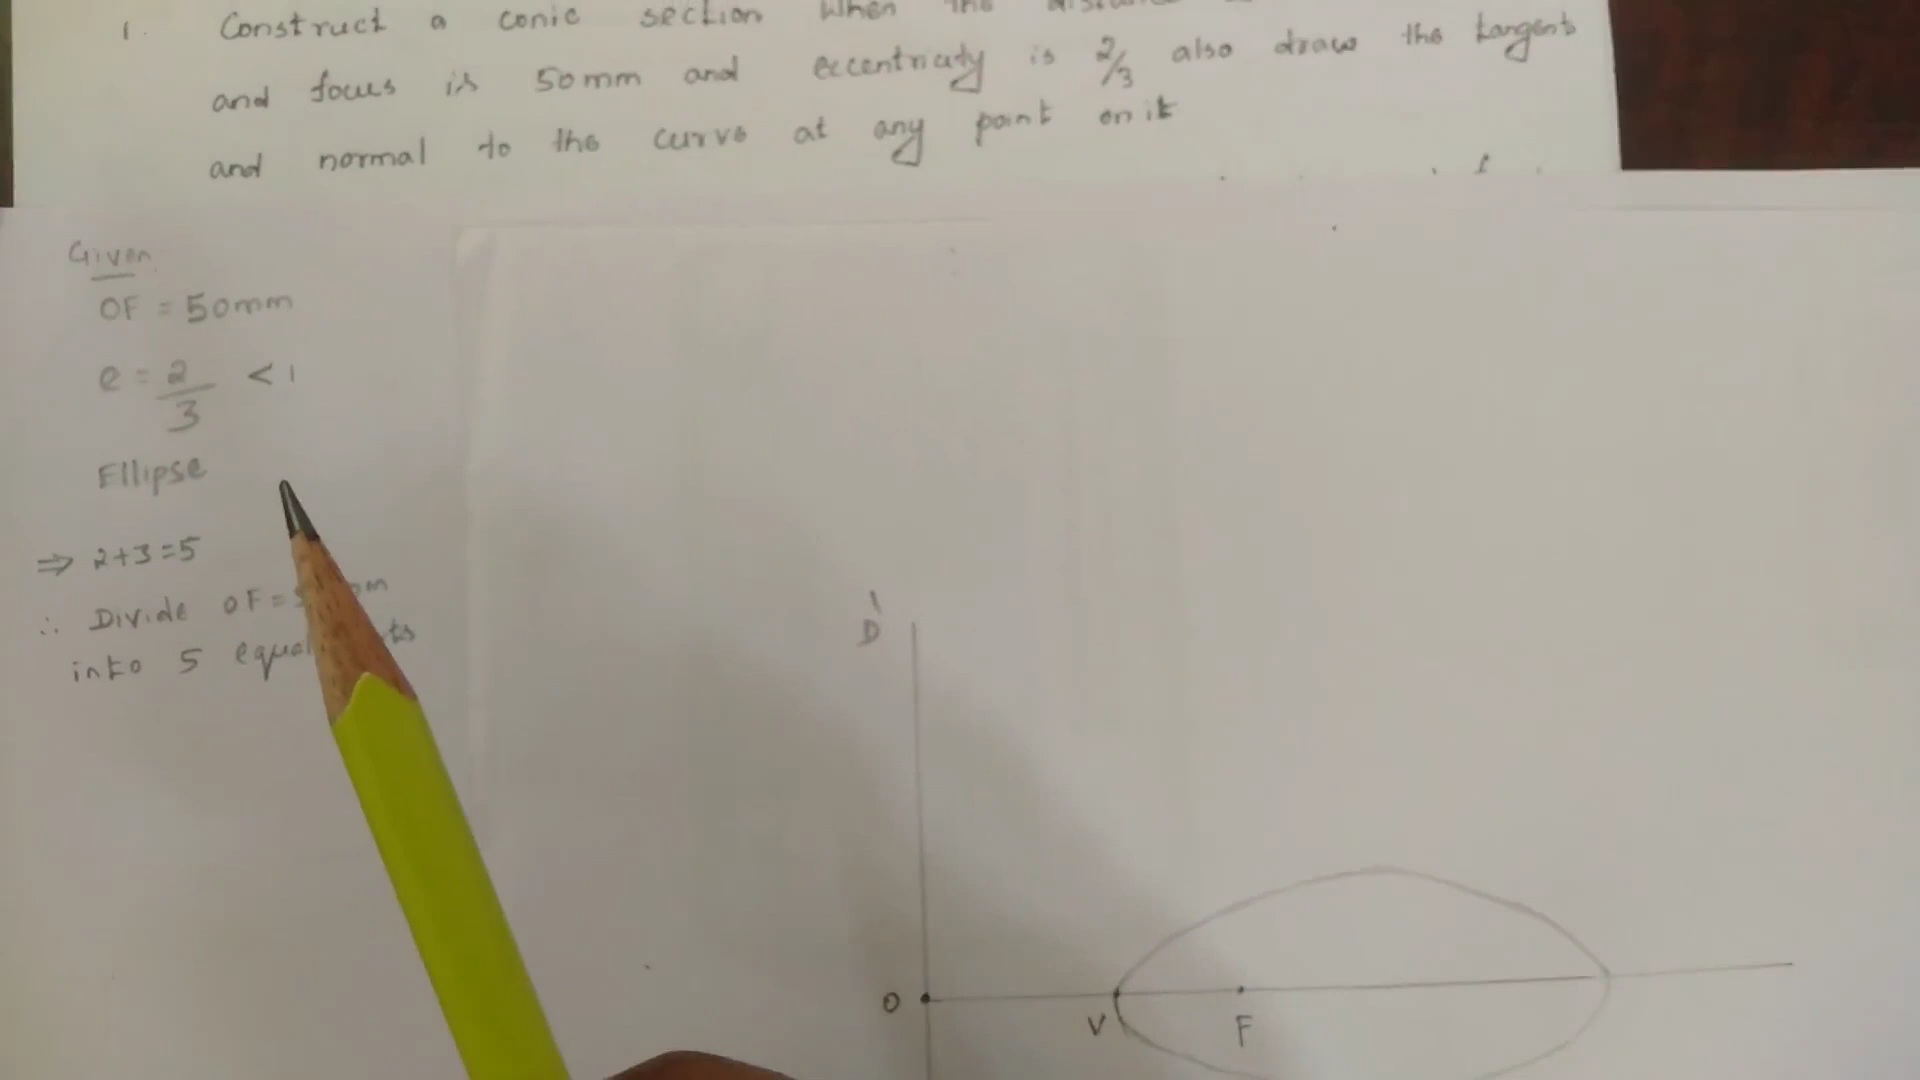 1. Construct a conic section when the distance
and focus is 50mm and eccentricity is 2/3 also draw the tangent
and normal to the curve at any point on it
Given
OF = 50mm
e = 2/3 < 1
Ellipse
⇒ 2+3=5
∴ Divide OF=
into 5 equal
D'
O
V
F